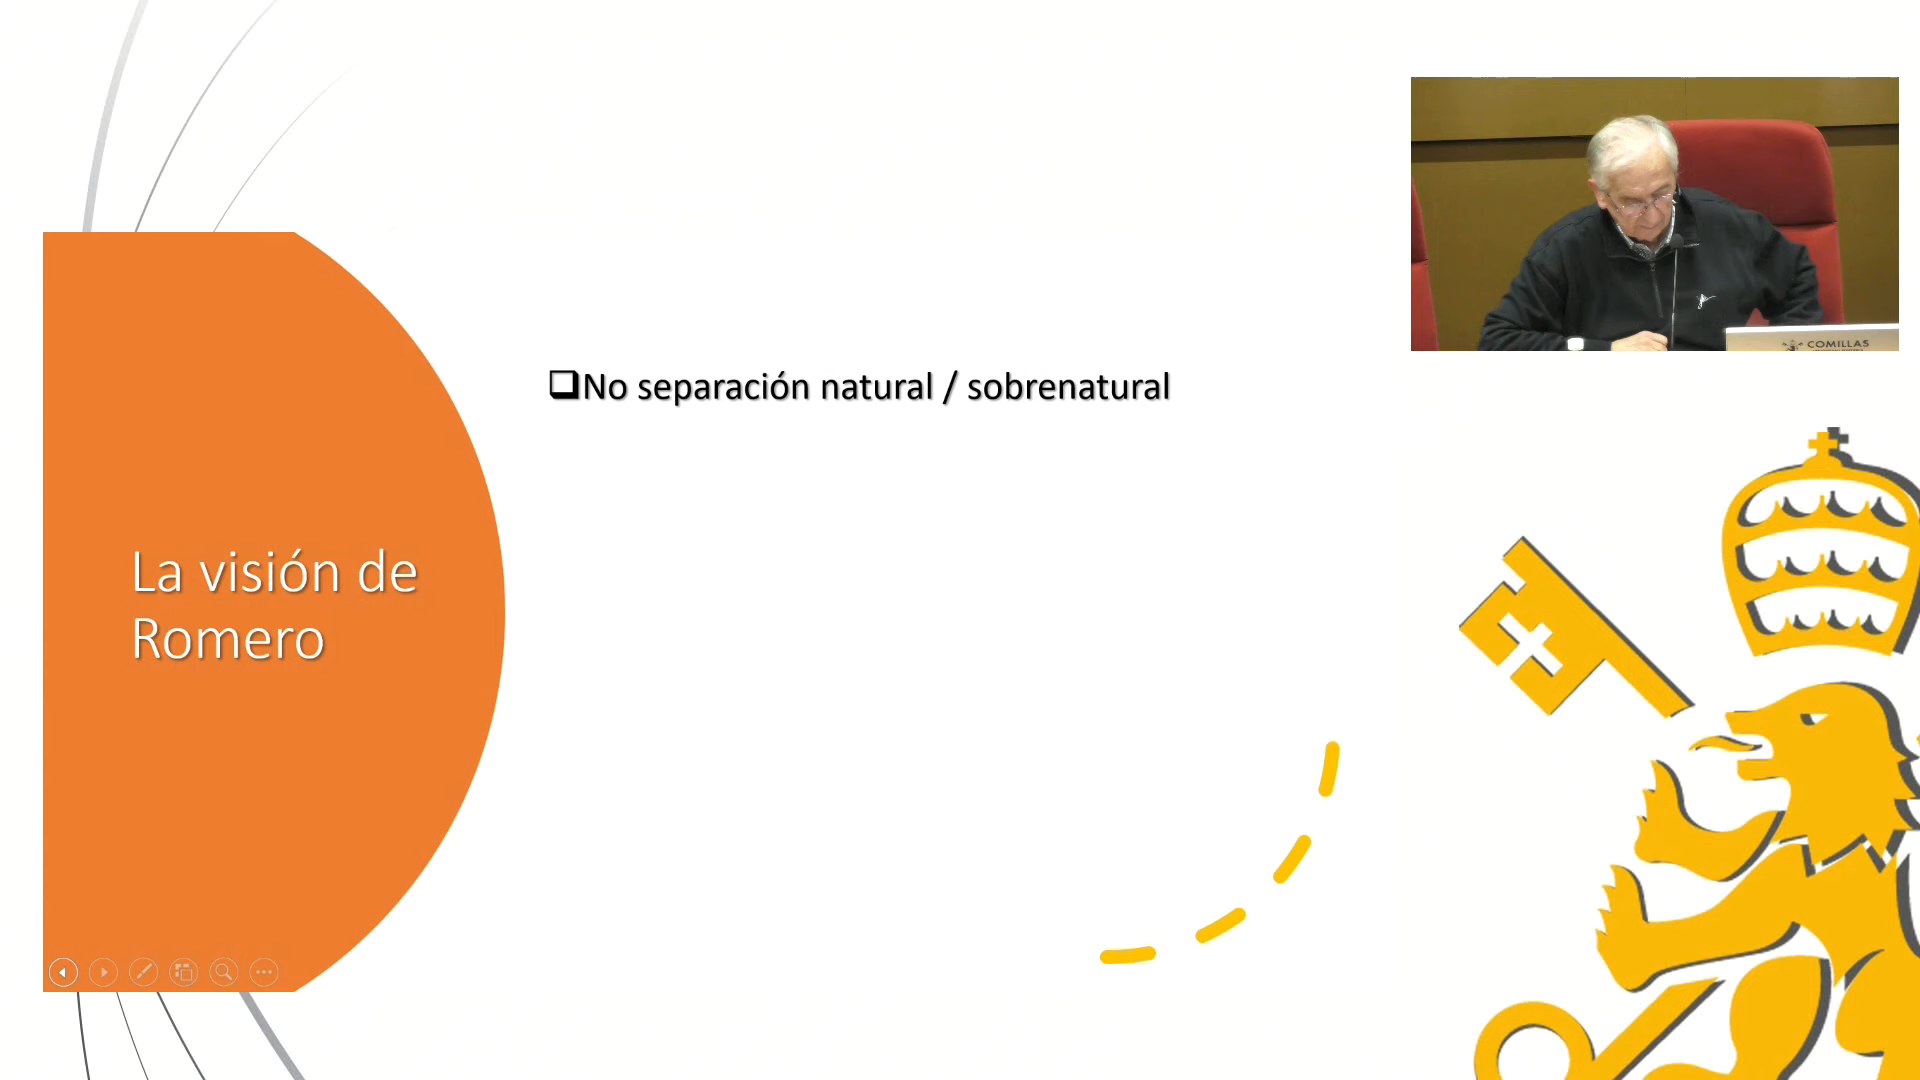 La visión de
Romero
❑No separación natural / sobrenatural
COMILLAS